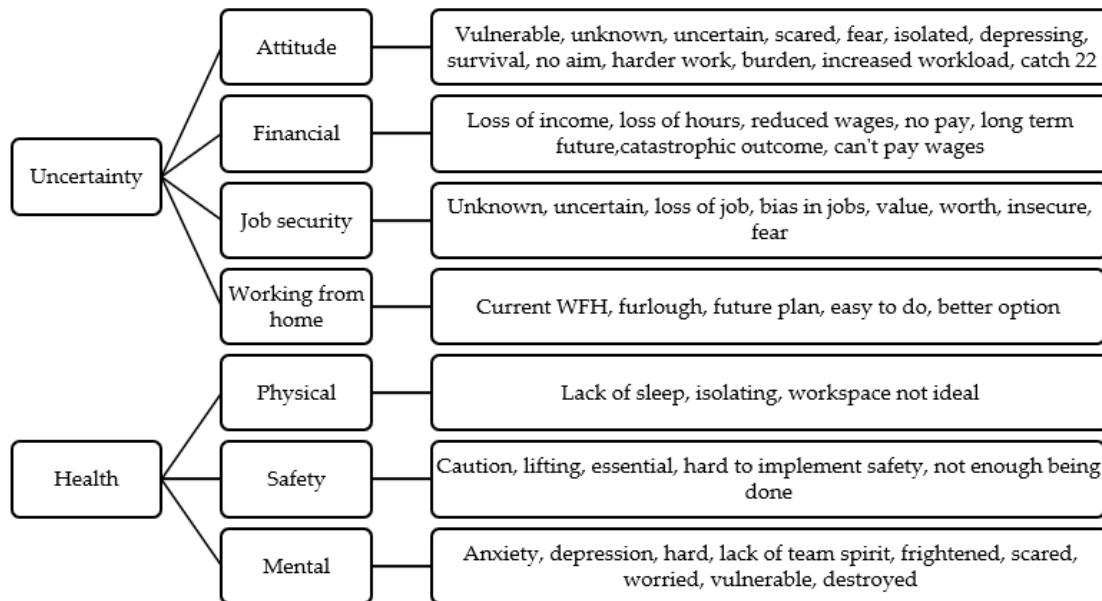 Uncertainty
Attitude
Vulnerable, unknown, uncertain, scared, fear, isolated, depressing,
survival, no aim, harder work, burden, increased workload, catch 22
Financial
Loss of income, loss of hours, reduced wages, no pay, long term
future,catastrophic outcome, can't pay wages
Job security
Unknown, uncertain, loss of job, bias in jobs, value, worth, insecure,
fear
Working from
home
Current WFH, furlough, future plan, easy to do, better option
Health
Physical
Lack of sleep, isolating, workspace not ideal
Safety
Caution, lifting, essential, hard to implement safety, not enough being
done
Mental
Anxiety, depression, hard, lack of team spirit, frightened, scared,
worried, vulnerable, destroyed